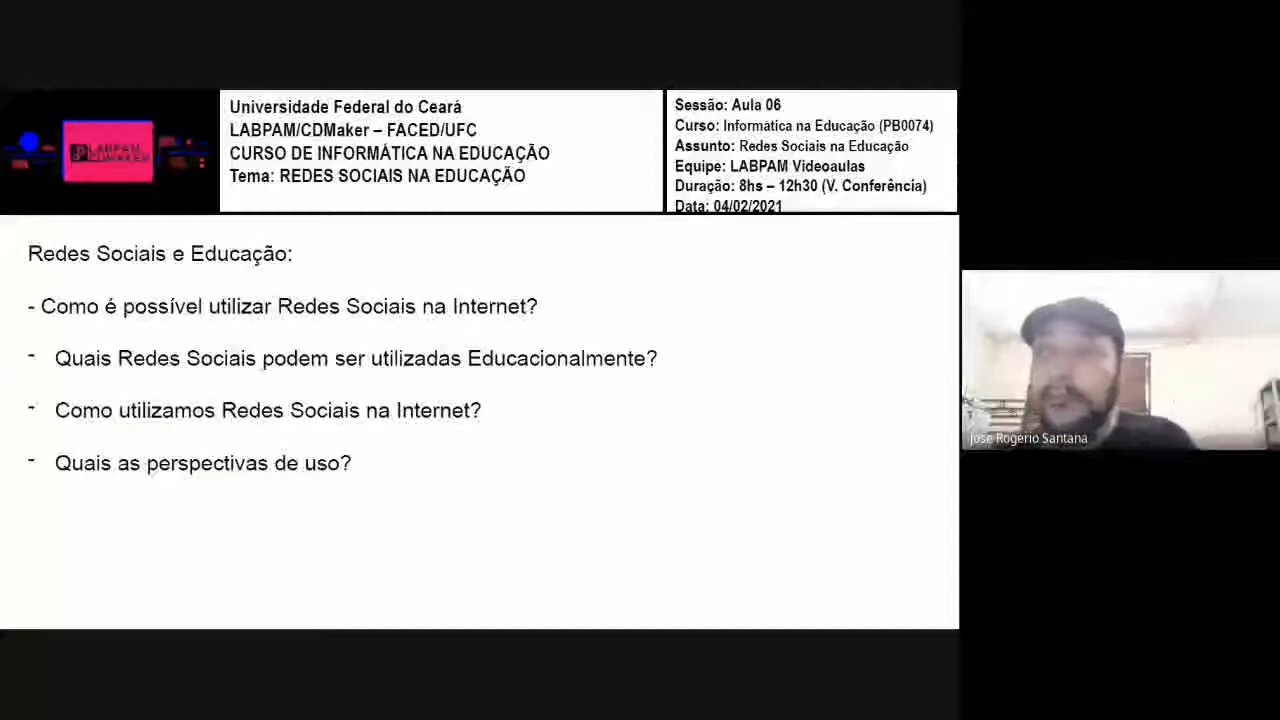 LABPAM
CDMAKER
Universidade Federal do Ceará
LABPAM/CDMaker – FACED/UFC
CURSO DE INFORMÁTICA NA EDUCAÇÃO
Tema: REDES SOCIAIS NA EDUCAÇÃO
Sessão: Aula 06
Curso: Informática na Educação (PB0074)
Assunto: Redes Sociais na Educação
Equipe: LABPAM Videoaulas
Duração: 8hs – 12h30 (V. Conferência)
Data: 04/02/2021
Redes Sociais e Educação:
- Como é possível utilizar Redes Sociais na Internet?
- Quais Redes Sociais podem ser utilizadas Educacionalmente?
- Como utilizamos Redes Sociais na Internet?
- Quais as perspectivas de uso?
Jose Rogerio Santana